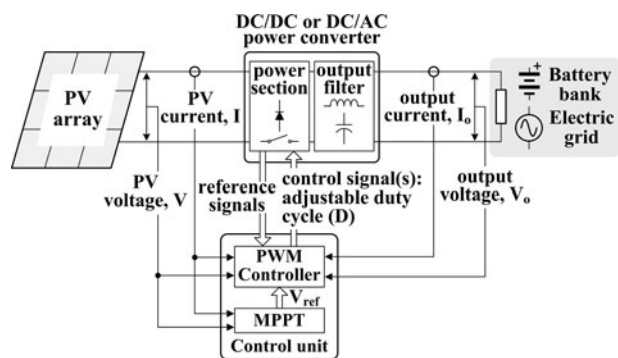 DC/DC or DC/AC
power converter
PV
array
PV
current, I
power
section
output
filter
output
current, Iₒ
+
Battery
bank
Electric
grid
PV
voltage, V
reference
signals
control signal(s):
adjustable duty
cycle (D)
output
voltage, Vₒ
PWM
Controller
V_ref
MPPT
Control unit